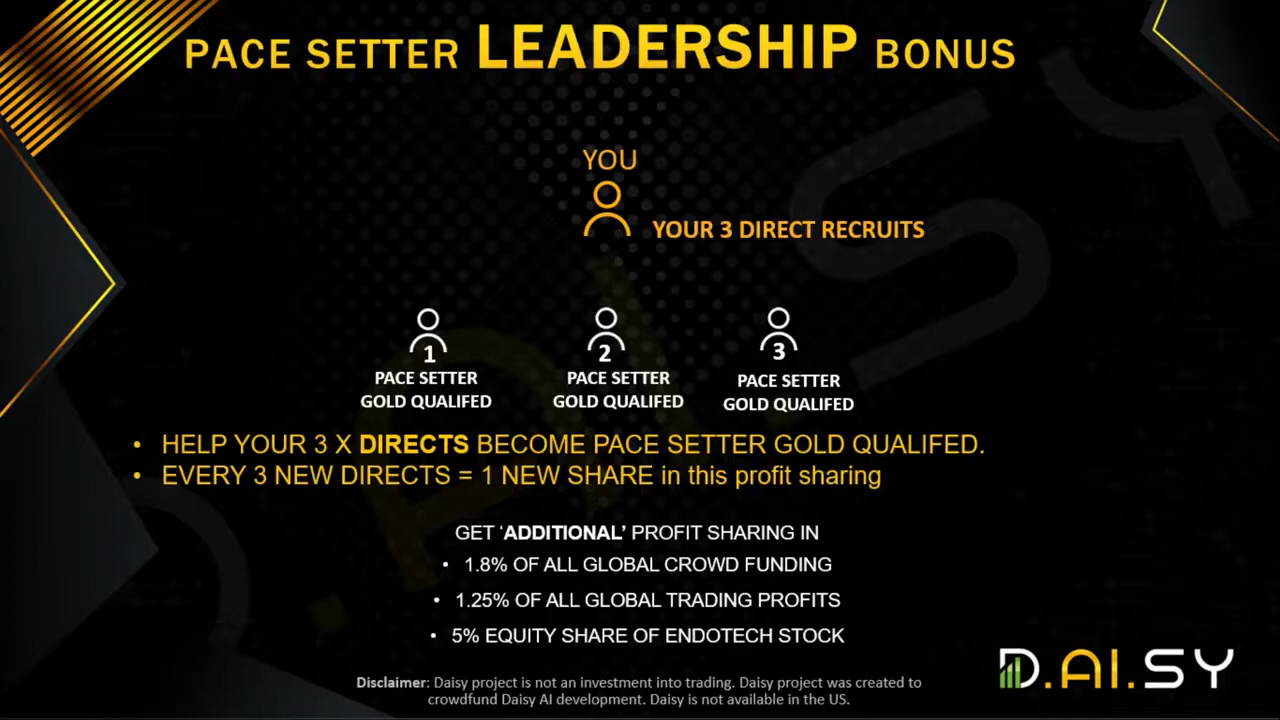 PACE SETTER LEADERSHIP BONUS
YOU
YOUR 3 DIRECT RECRUITS
1
PACE SETTER
GOLD QUALIFED
2
PACE SETTER
GOLD QUALIFED
3
PACE SETTER
GOLD QUALIFED
• HELP YOUR 3 X DIRECTS BECOME PACE SETTER GOLD QUALIFED.
• EVERY 3 NEW DIRECTS = 1 NEW SHARE in this profit sharing
GET ‘ADDITIONAL’ PROFIT SHARING IN
• 1.8% OF ALL GLOBAL CROWD FUNDING
• 1.25% OF ALL GLOBAL TRADING PROFITS
• 5% EQUITY SHARE OF ENDOTECH STOCK
Disclaimer: Daisy project is not an investment into trading. Daisy project was created to
crowdfund Daisy AI development. Daisy is not available in the US.
D.AI.SY